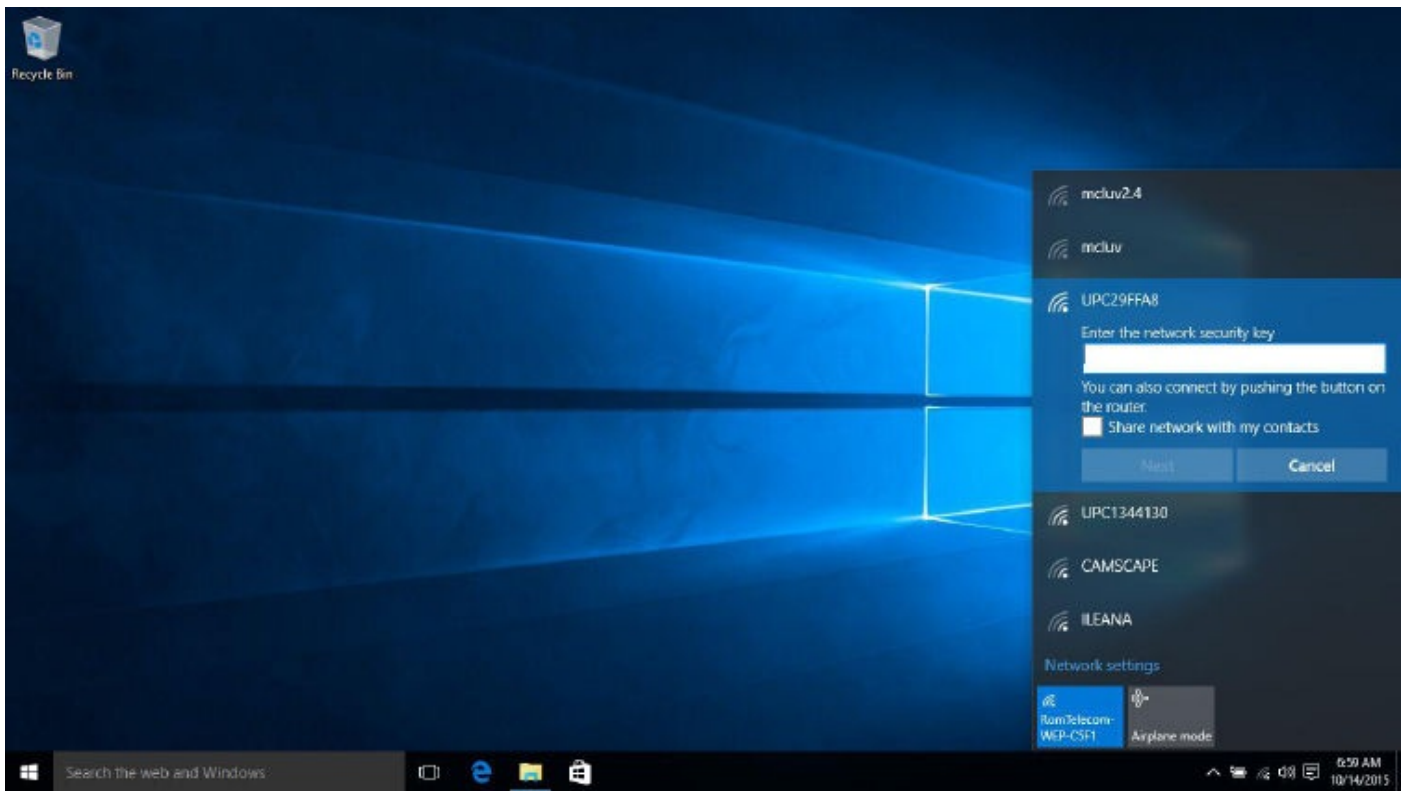 Recycle Bin
mcluv2.4
mcluv
UPC29FFA8
Enter the network security key
You can also connect by pushing the button on
the router.
Share network with my contacts
Next
Cancel
UPC1344130
CAMSCAPE
ILEANA
Network settings
RomTelecom-
WEP-C5F1
Airplane mode
Search the web and Windows
6:59 AM
10/14/2015